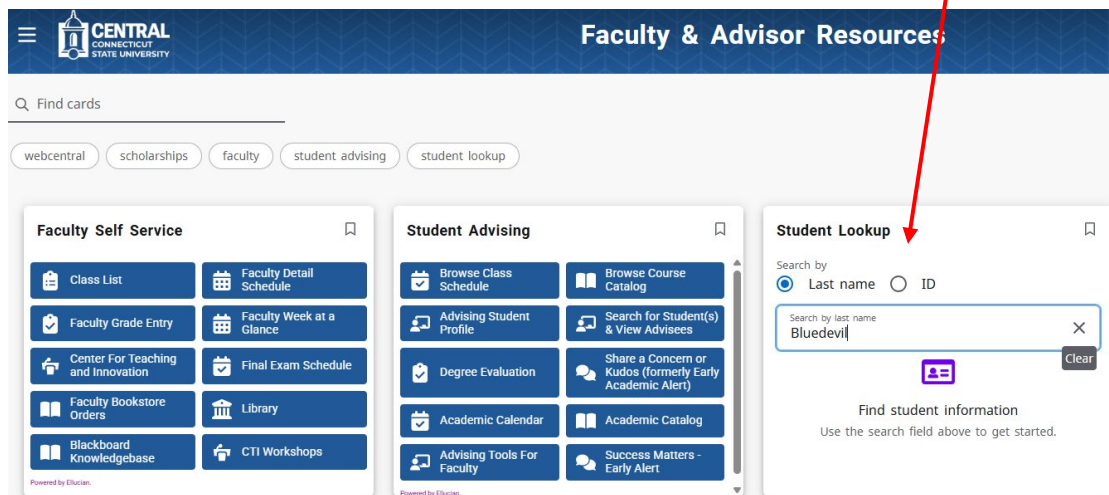 CENTRAL
CONNECTICUT
STATE UNIVERSITY
Faculty & Advisor Resources
Find cards
webcentral
scholarships
faculty
student advising
student lookup
Faculty Self Service
Class List
Faculty Detail
Schedule
Faculty Grade Entry
Faculty Week at a
Glance
Center For Teaching
and Innovation
Final Exam Schedule
Faculty Bookstore
Orders
Library
Blackboard
Knowledgebase
CTI Workshops
Powered by Ellucian.
Student Advising
Browse Class
Schedule
Browse Course
Catalog
Advising Student
Profile
Search for Student(s)
& View Advisees
Degree Evaluation
Share a Concern or
Kudos (formerly Early
Academic Alert)
Academic Calendar
Academic Catalog
Advising Tools For
Faculty
Success Matters -
Early Alert
Powered by Ellucian.
Student Lookup
Search by
Last name
ID
Search by last name
Bluedevil
Clear
Find student information
Use the search field above to get started.